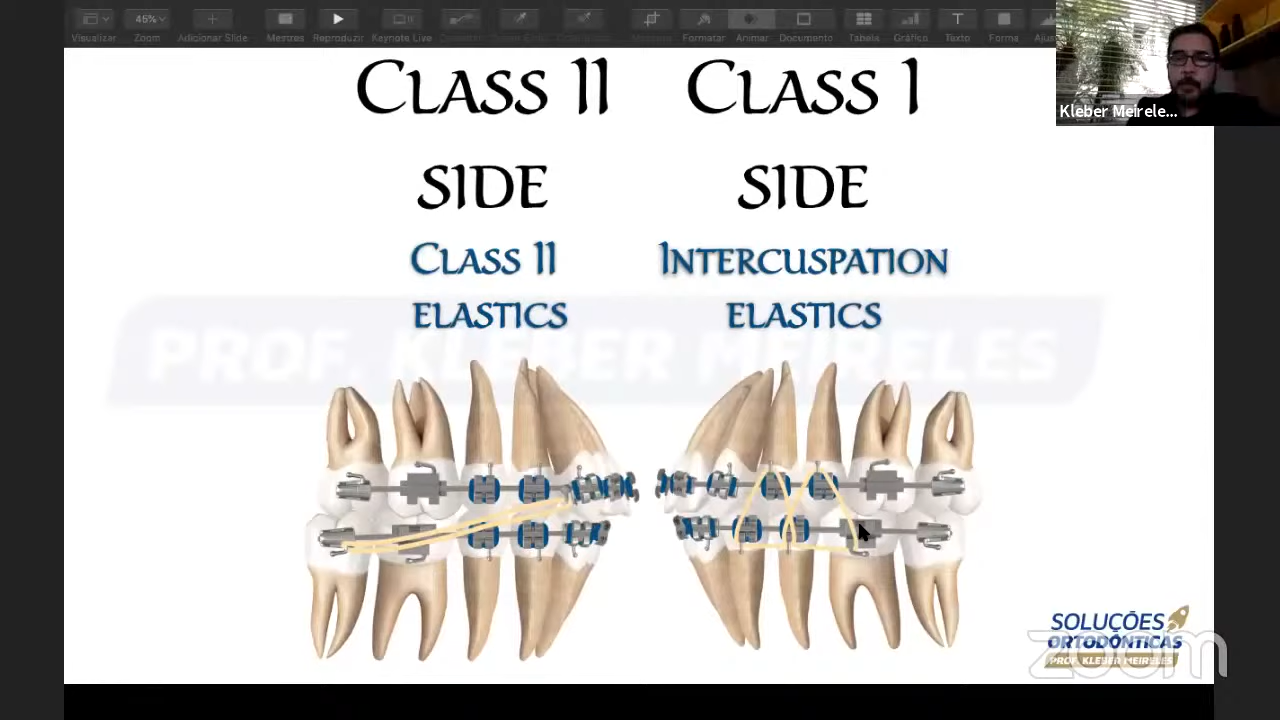 45%
Visualizar Zoom Adicionar Slide Mestres Reproduzir Keynote Live Formatar Animar Documento Tabela Gráfico Texto Forma
Kleber Meirele...
CLASS II CLASS I
SIDE SIDE
CLASS II INTERCUSPATION
ELASTICS ELASTICS
PROF. KLEBER MEIRELES
SOLUÇÕES
ORTODÔNTICAS
PROF. KLEBER MEIRELES
zoom